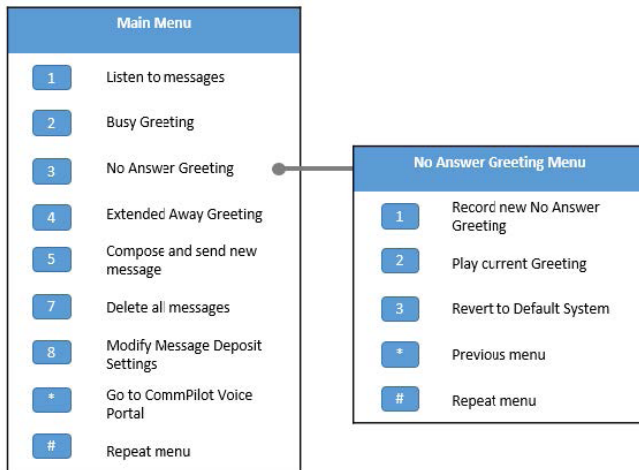 Main Menu
1 Listen to messages
2 Busy Greeting
3 No Answer Greeting
4 Extended Away Greeting
5 Compose and send new
message
7 Delete all messages
8 Modify Message Deposit
Settings
* Go to CommPilot Voice
Portal
# Repeat menu
No Answer Greeting Menu
1 Record new No Answer
Greeting
2 Play current Greeting
3 Revert to Default System
* Previous menu
# Repeat menu